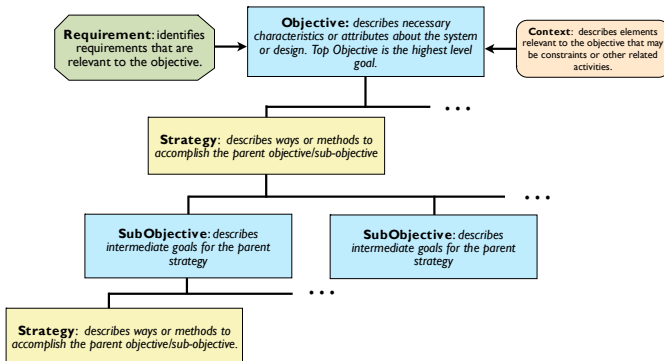 Requirement: identifies
requirements that are
relevant to the objective.
Objective: describes necessary
characteristics or attributes about the system
or design. Top Objective is the highest level
goal.
Context: describes elements
relevant to the objective that may
be constraints or other related
activities.
...
Strategy: describes ways or methods to
accomplish the parent objective/sub-objective
...
SubObjective: describes
intermediate goals for the parent
strategy
SubObjective: describes
intermediate goals for the parent
strategy
...
Strategy: describes ways or methods to
accomplish the parent objective/sub-objective.